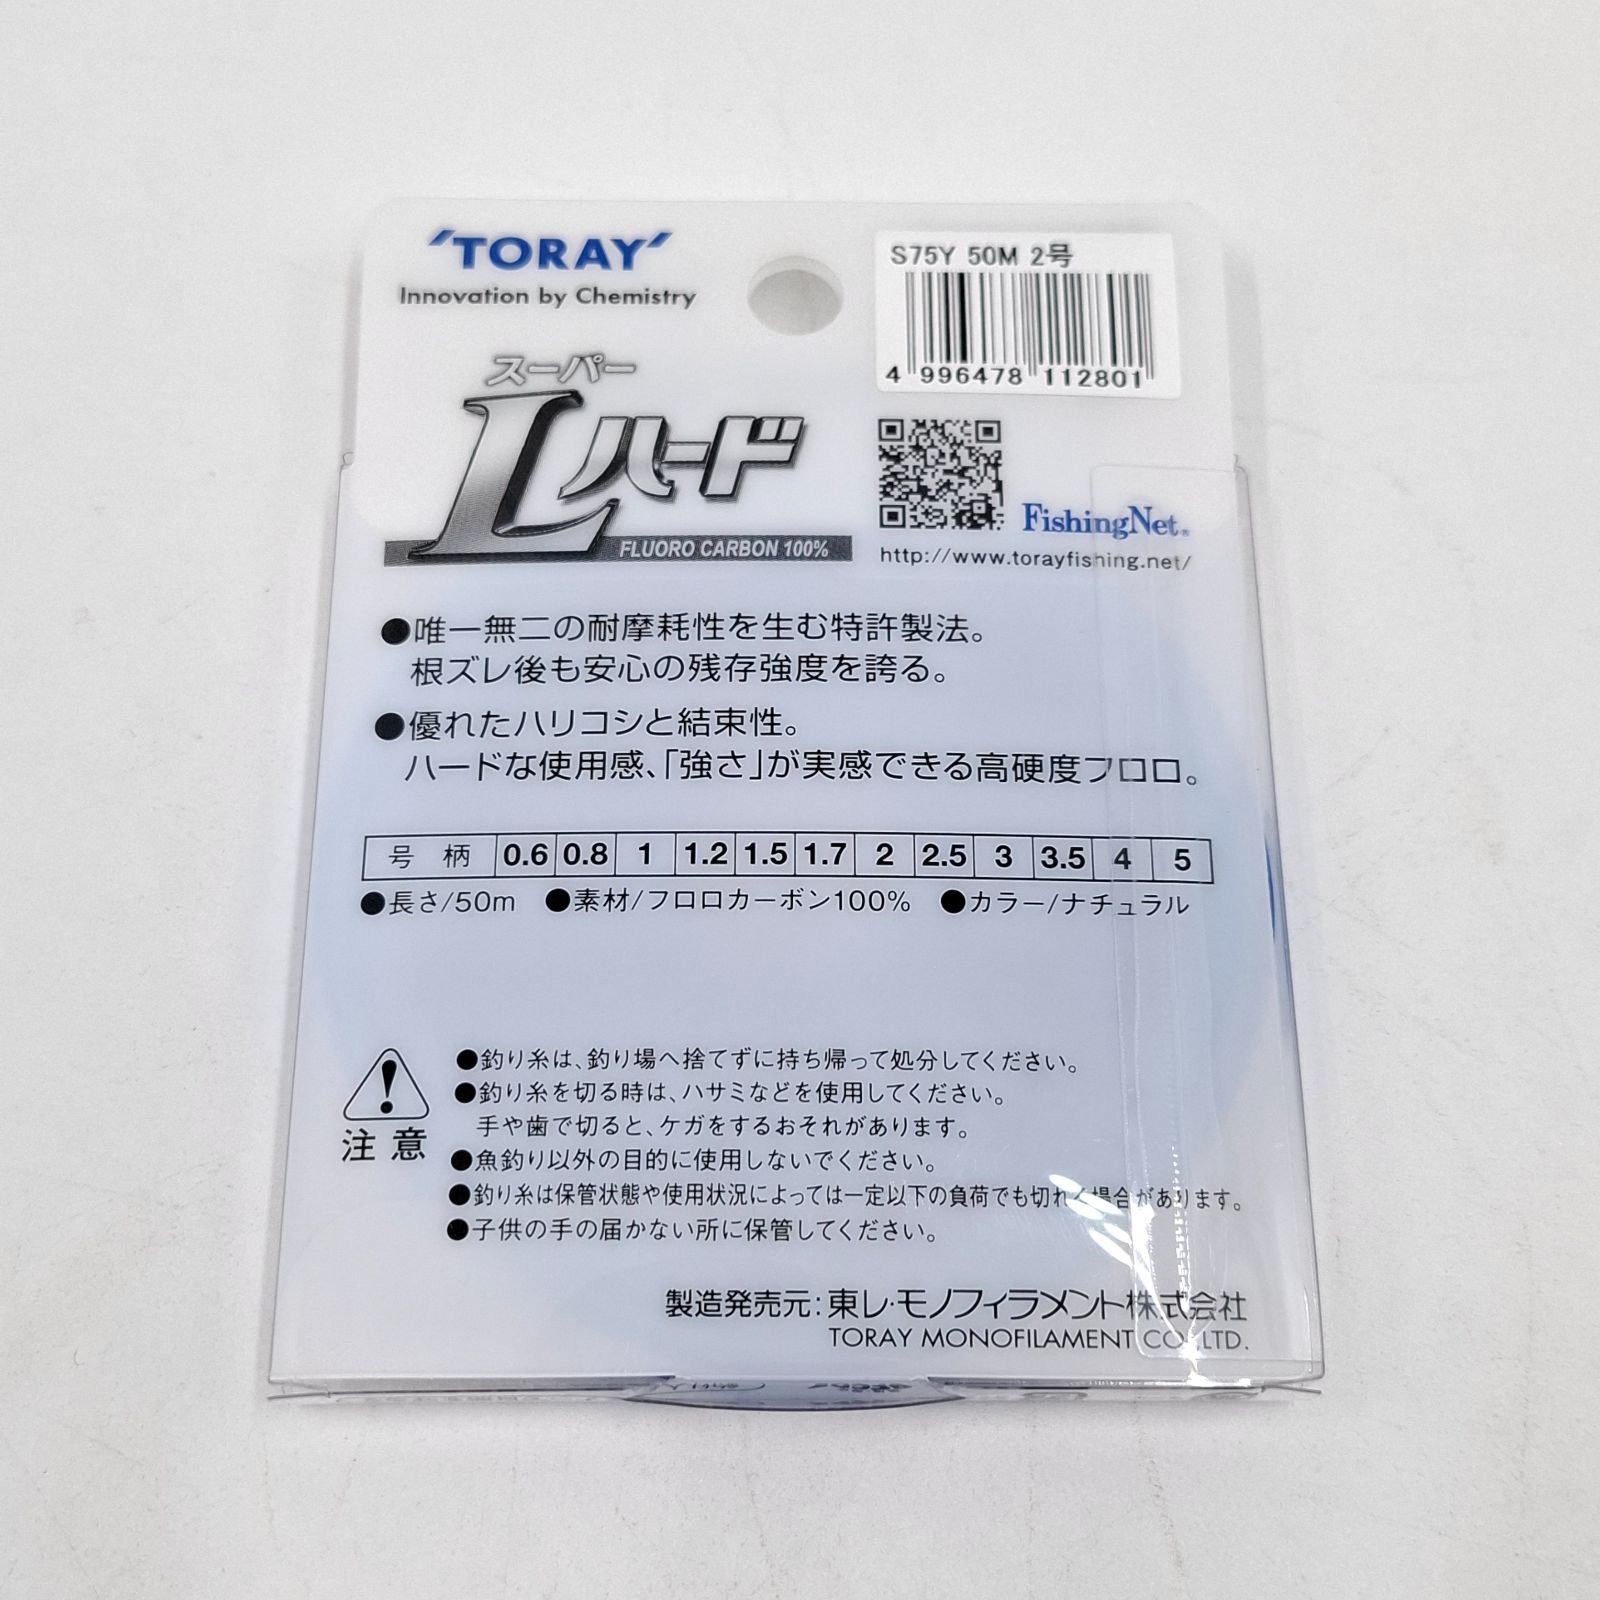 'TORAY'
Innovation by Chemistry
S75Y 50M 2号
4 996478 112801
スーパー
Lハード
FLUORO CARBON 100%
FishingNet®
http://www.torayfishing.net/
●唯一無二の耐摩耗性を生む特許製法。
根ズレ後も安心の残存強度を誇る。
●優れたハリコシと結束性。
ハードな使用感、「強さ」が実感できる高硬度フロロ。
号 柄 0.6 0.8 1 1.2 1.5 1.7 2 2.5 3 3.5 4 5
●長さ/50m ●素材/フロロカーボン100% ●カラー/ナチュラル
●釣り糸は、釣り場へ捨てずに持ち帰って処分してください。
●釣り糸を切る時は、ハサミなどを使用してください。
手や歯で切ると、ケガをするおそれがあります。
注 意
●魚釣り以外の目的に使用しないでください。
●釣り糸は保管状態や使用状況によっては一定以下の負荷でも切れる場合があります。
●子供の手の届かない所に保管してください。
製造発売元:東レ・モノフィラメント株式会社
TORAY MONOFILAMENT CO.,LTD.